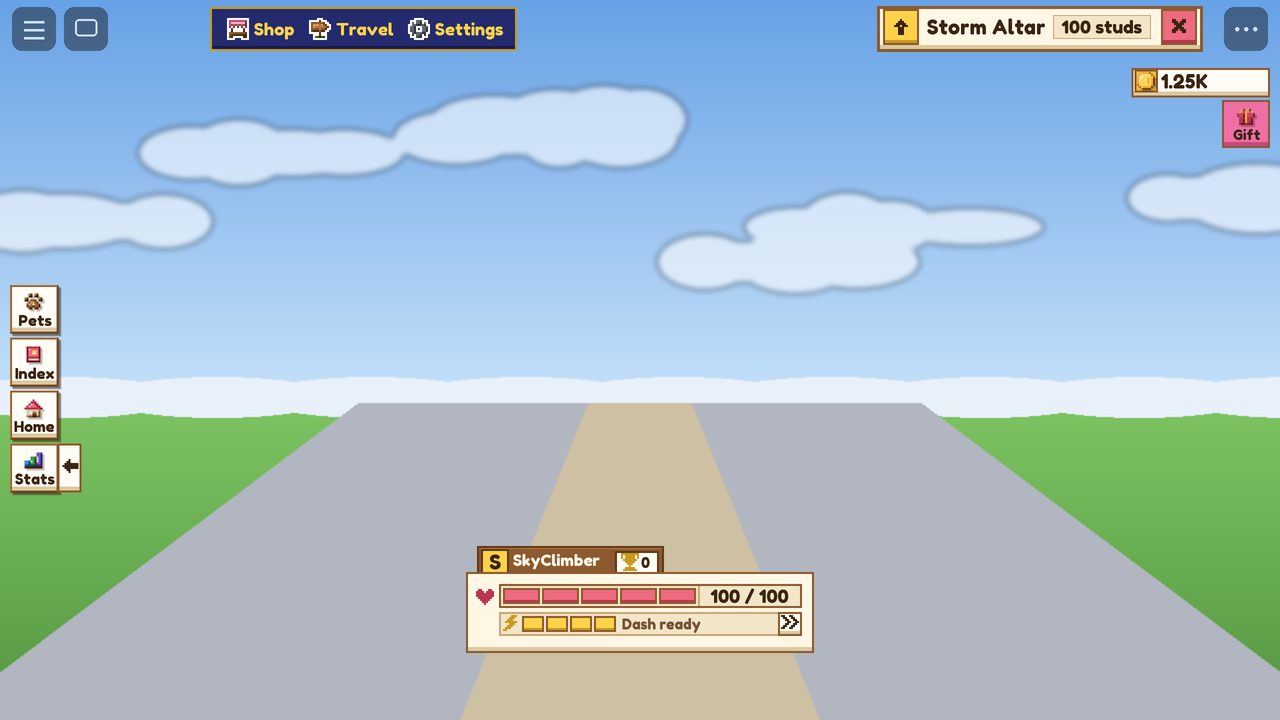 Shop Travel Settings
Storm Altar 100 studs
1.25K
Gift
Pets
Index
Home
Stats
S SkyClimber 0
100 / 100
Dash ready